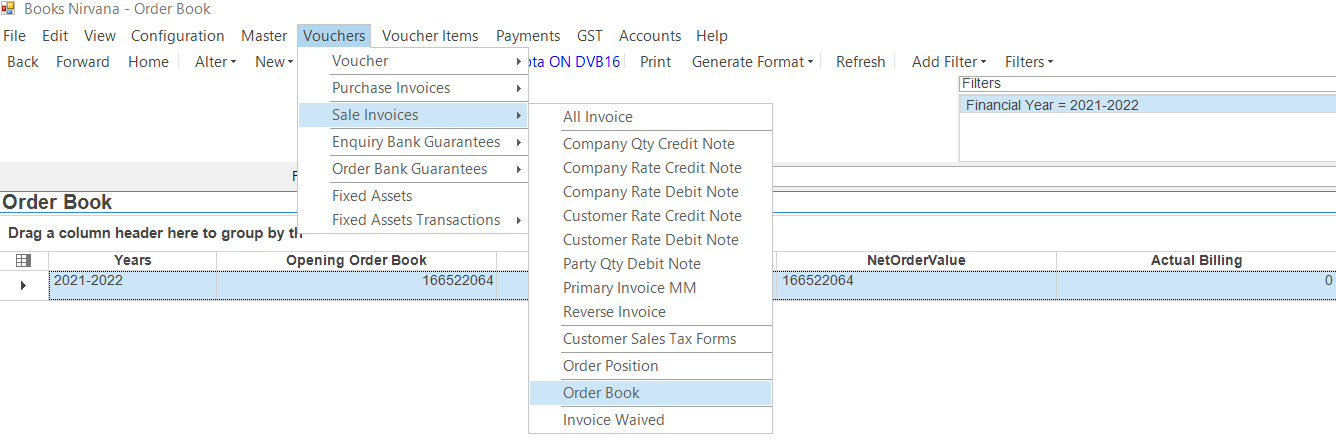 Books Nirvana - Order Book
File Edit View Configuration Master Vouchers Voucher Items Payments GST Accounts Help
Back Forward Home Alter New ON DVB16 Print Generate Format Refresh Add Filter Filters
Voucher
Purchase Invoices
Sale Invoices
Enquiry Bank Guarantees
Order Bank Guarantees
Fixed Assets
Fixed Assets Transactions
All Invoice
Company Qty Credit Note
Company Rate Credit Note
Company Rate Debit Note
Customer Rate Credit Note
Customer Rate Debit Note
Party Qty Debit Note
Primary Invoice MM
Reverse Invoice
Customer Sales Tax Forms
Order Position
Order Book
Invoice Waived
Filters
Financial Year = 2021-2022
Order Book
Drag a column header here to group by th
Years Opening Order Book NetOrderValue Actual Billing
2021-2022 166522064 166522064 0